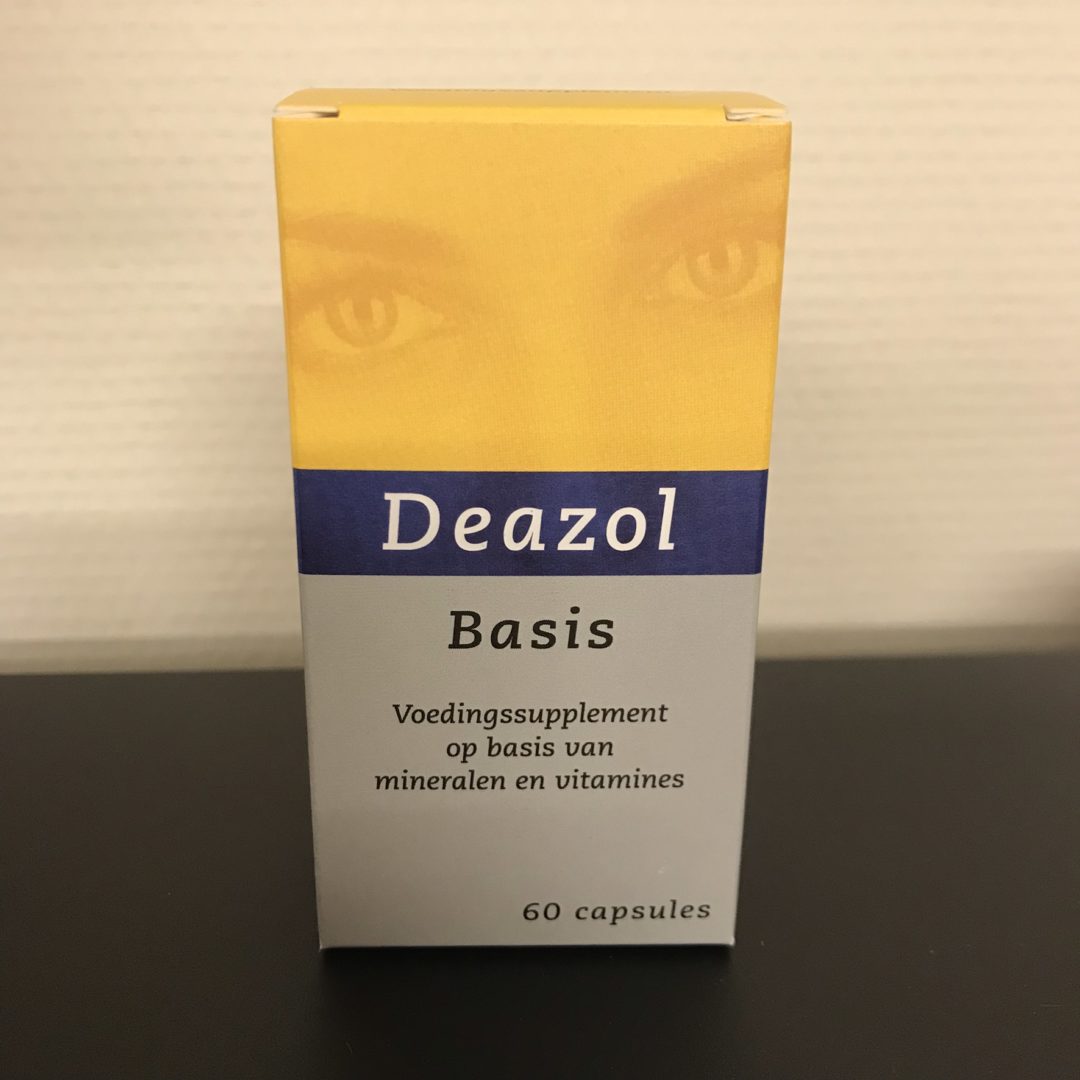 Deazol
Basis
Voedingssupplement
op basis van
mineralen en vitamines
60 capsules